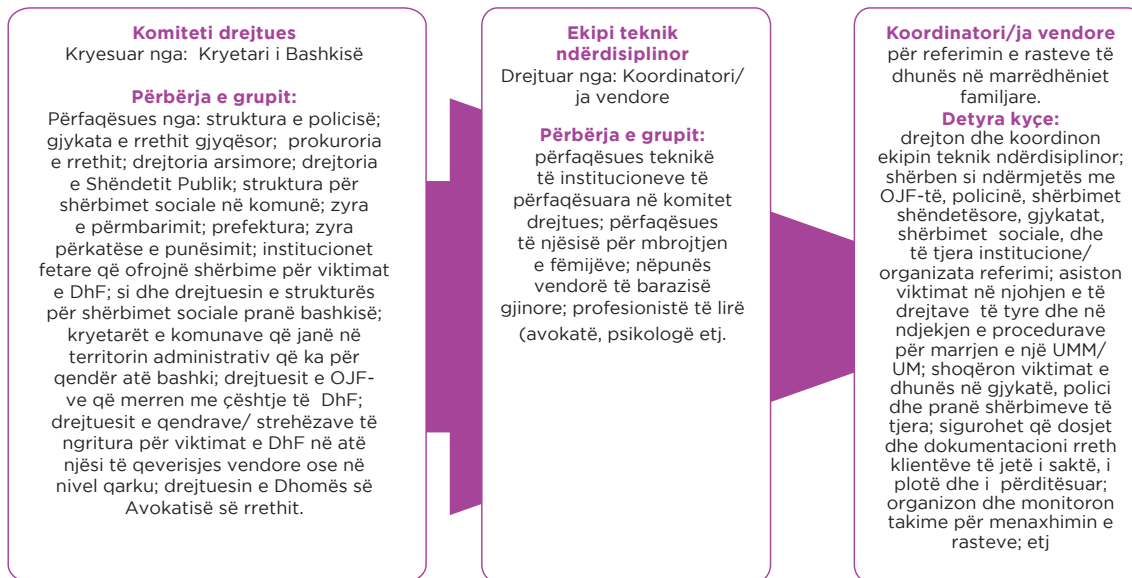 Komiteti drejtues
Kryesuar nga: Kryetari i Bashkisë
Përbërja e grupit:
Përfaqësues nga: struktura e policisë;
gjykata e rrethit gjyqësor; prokuroria
e rrethit; drejtoria arsimore; drejtoria
e Shëndetit Publik; struktura për
shërbimet sociale në komunë; zyra
e përmbarimit; prefektura; zyra
përkatëse e punësimit; institucionet
fetare që ofrojnë shërbime për viktimat
e DhF; si dhe drejtuesin e strukturës
për shërbimet sociale pranë bashkisë;
kryetarët e komunave që janë në
territorin administrativ që ka për
qendër atë bashki; drejtuesit e OJF-
ve që merren me çështje të DhF;
drejtuesit e qendrave/ strehëzave të
ngritura për viktimat e DhF në atë
njësi të qeverisjes vendore ose në
nivel qarku; drejtuesin e Dhomës së
Avokatisë së rrethit.
Ekipi teknik
ndërdisiplinor
Drejtuar nga: Koordinatori/
ja vendore
Përbërja e grupit:
përfaqësues teknikë
të institucioneve të
përfaqësuara në komitet
drejtues; përfaqësues
të njësisë për mbrojtjen
e fëmijëve; nëpunës
vendorë të barazisë
gjinore; profesionistë të lirë
(avokatë, psikologë etj.
Koordinatori/ja vendore
për referimin e rasteve të
dhunës në marrëdhëniet
familjare.
Detyra kyçe:
drejton dhe koordinon
ekipin teknik ndërdisiplinor;
shërben si ndërmjetës me
OJF-të, policinë, shërbimet
shëndetësore, gjykatat,
shërbimet sociale, dhe
të tjera institucione/
organizata referimi; asiston
viktimat në njohjen e të
drejtave të tyre dhe në
ndjekjen e procedurave
për marrjen e një UMM/
UM; shoqëron viktimat e
dhunës në gjykatë, polici
dhe pranë shërbimeve të
tjera; sigurohet që dosjet
dhe dokumentacioni rreth
klientëve të jetë i saktë, i
plotë dhe i përditësuar;
organizon dhe monitoron
takime për menaxhimin e
rasteve; etj